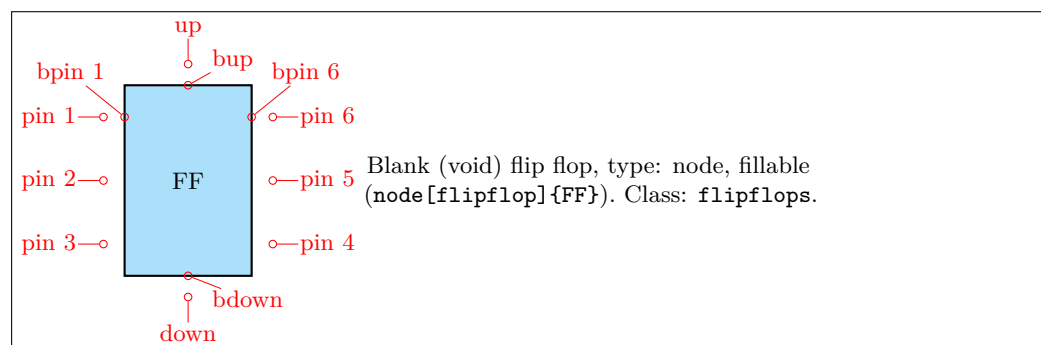 up
bup
bpin 1
bpin 6
pin 1
pin 6
pin 2
FF
pin 5
Blank (void) flip flop, type: node, fillable
(node[flipflop]{FF}). Class: flipflops.
pin 3
pin 4
bdown
down